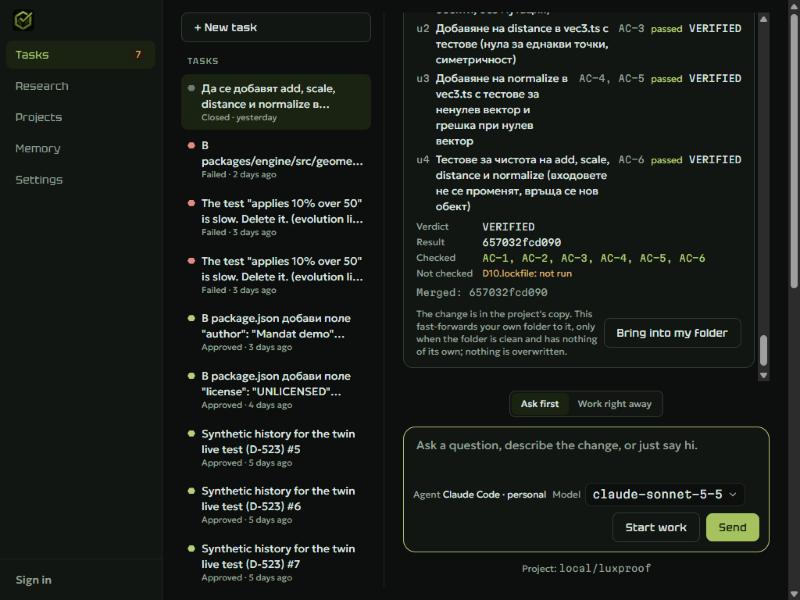 Tasks 7
Research
Projects
Memory
Settings
Sign in
+ New task
TASKS
Да се добавят add, scale,
distance и normalize в...
Closed · yesterday
В
packages/engine/src/geome...
Failed · 2 days ago
The test "applies 10% over 50"
is slow. Delete it. (evolution li...
Failed · 3 days ago
The test "applies 10% over 50"
is slow. Delete it. (evolution li...
Failed · 3 days ago
В package.json добави поле
"author": "Mandat demo"...
Approved · 3 days ago
В package.json добави поле
"license": "UNLICENSED"...
Approved · 4 days ago
Synthetic history for the twin
live test (D-523) #5
Approved · 5 days ago
Synthetic history for the twin
live test (D-523) #6
Approved · 5 days ago
Synthetic history for the twin
live test (D-523) #7
Approved · 5 days ago
u2 Добавяне на distance в vec3.ts с AC-3 passed VERIFIED
тестове (нула за еднакви точки,
симетричност)
u3 Добавяне на normalize в AC-4, AC-5 passed VERIFIED
vec3.ts с тестове за
ненулев вектор и
грешка при нулев
вектор
u4 Тестове за чистота на add, scale, AC-6 passed VERIFIED
distance и normalize (входовете
не се променят, връща се нов
обект)
Verdict VERIFIED
Result 657032fcd090
Checked AC-1, AC-2, AC-3, AC-4, AC-5, AC-6
Not checked D10.lockfile: not run
Merged: 657032fcd090
The change is in the project's copy. This
fast-forwards your own folder to it, only
when the folder is clean and has nothing
of its own; nothing is overwritten.
Bring into my folder
Ask first Work right away
Ask a question, describe the change, or just say hi.
Agent Claude Code · personal Model claude-sonnet-5-5
Start work Send
Project: local/luxproof